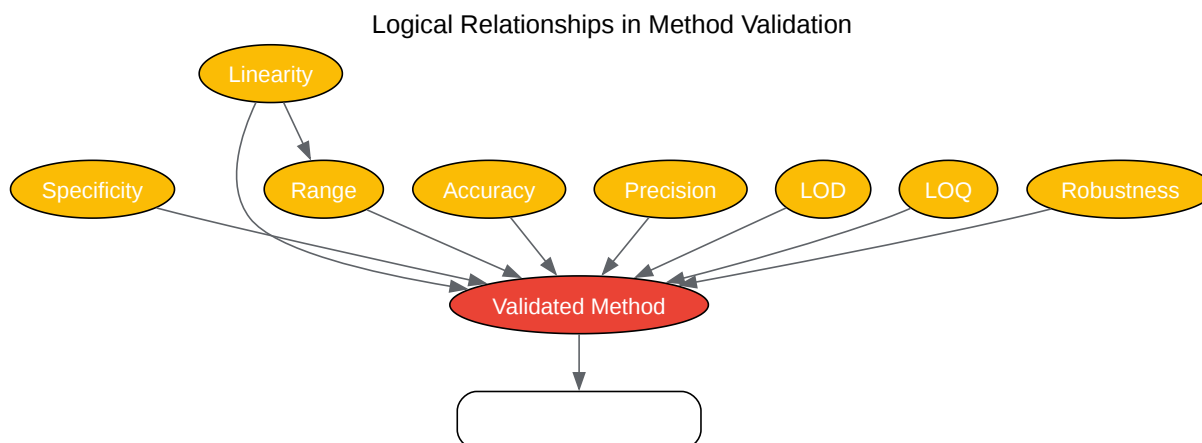 Logical Relationships in Method Validation
Linearity
Specificity
Range
Accuracy
Precision
LOD
LOQ
Robustness
Validated Method